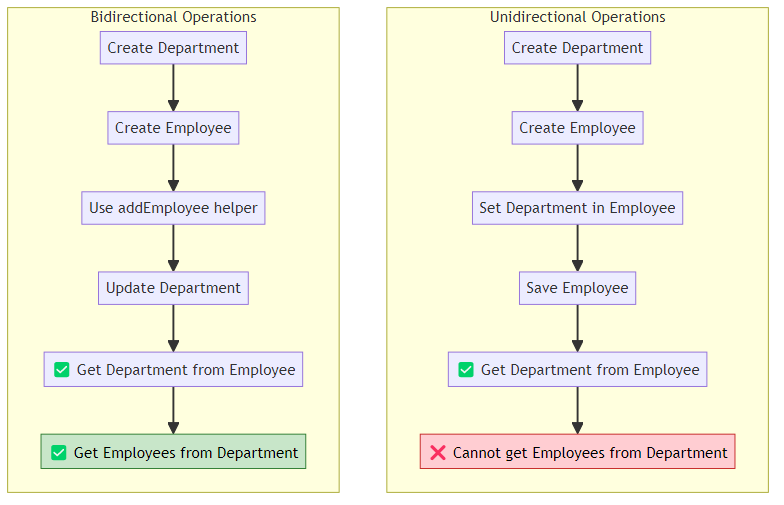 Bidirectional Operations
Create Department
Create Employee
Use addEmployee helper
Update Department
✅ Get Department from Employee
✅ Get Employees from Department
Unidirectional Operations
Create Department
Create Employee
Set Department in Employee
Save Employee
✅ Get Department from Employee
❌ Cannot get Employees from Department